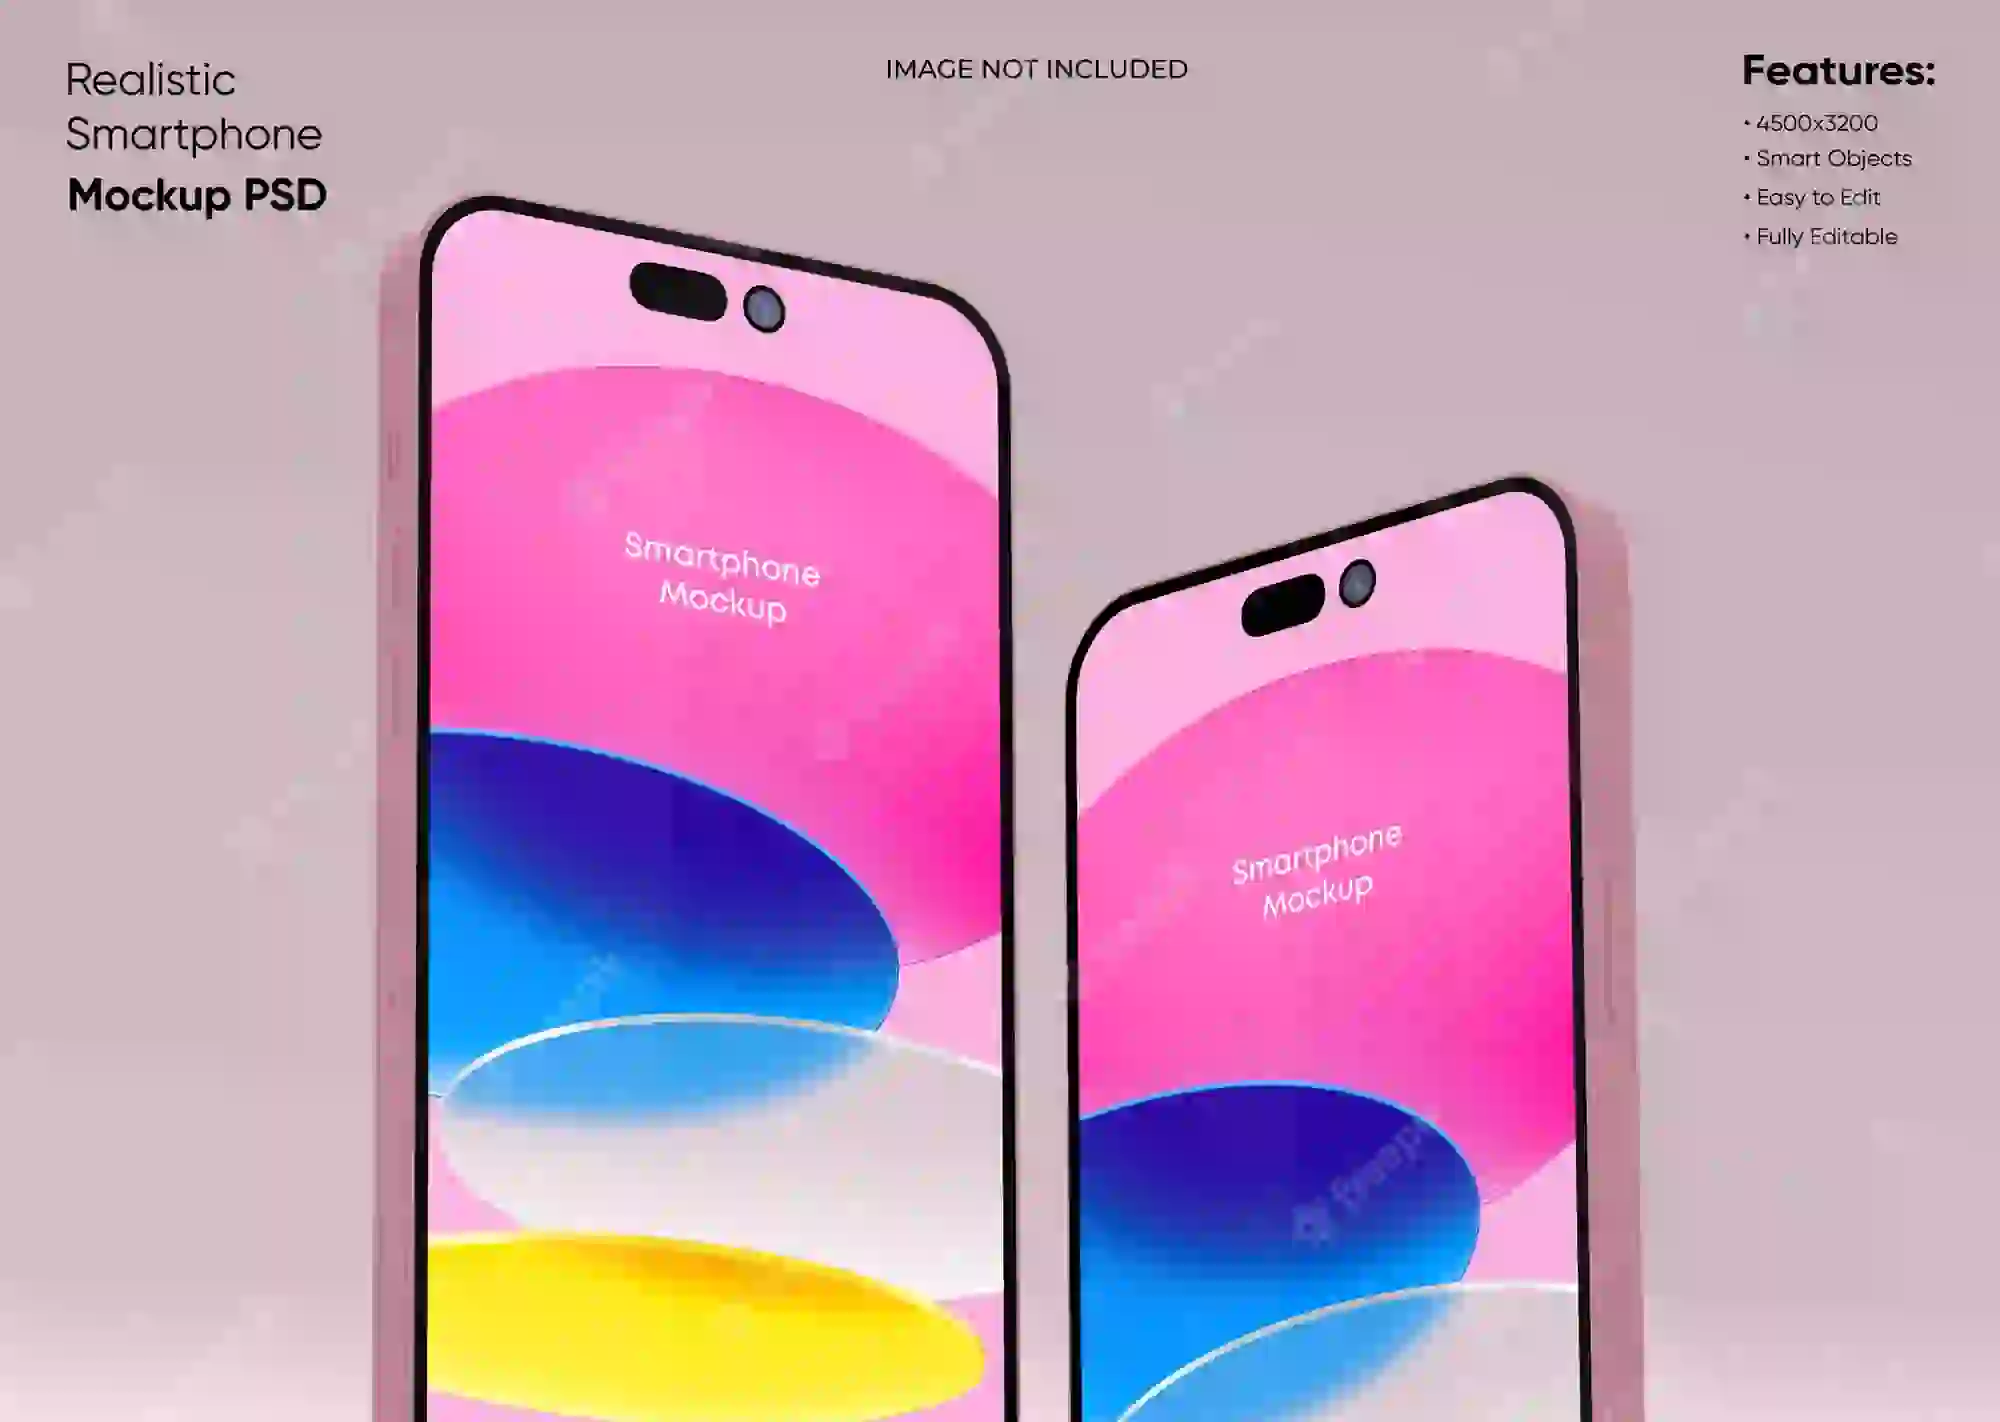 Realistic
Smartphone
Mockup PSD
IMAGE NOT INCLUDED
Features:
• 4500x3200
• Smart Objects
• Easy to Edit
• Fully Editable
Smartphone
Mockup
Smartphone
Mockup